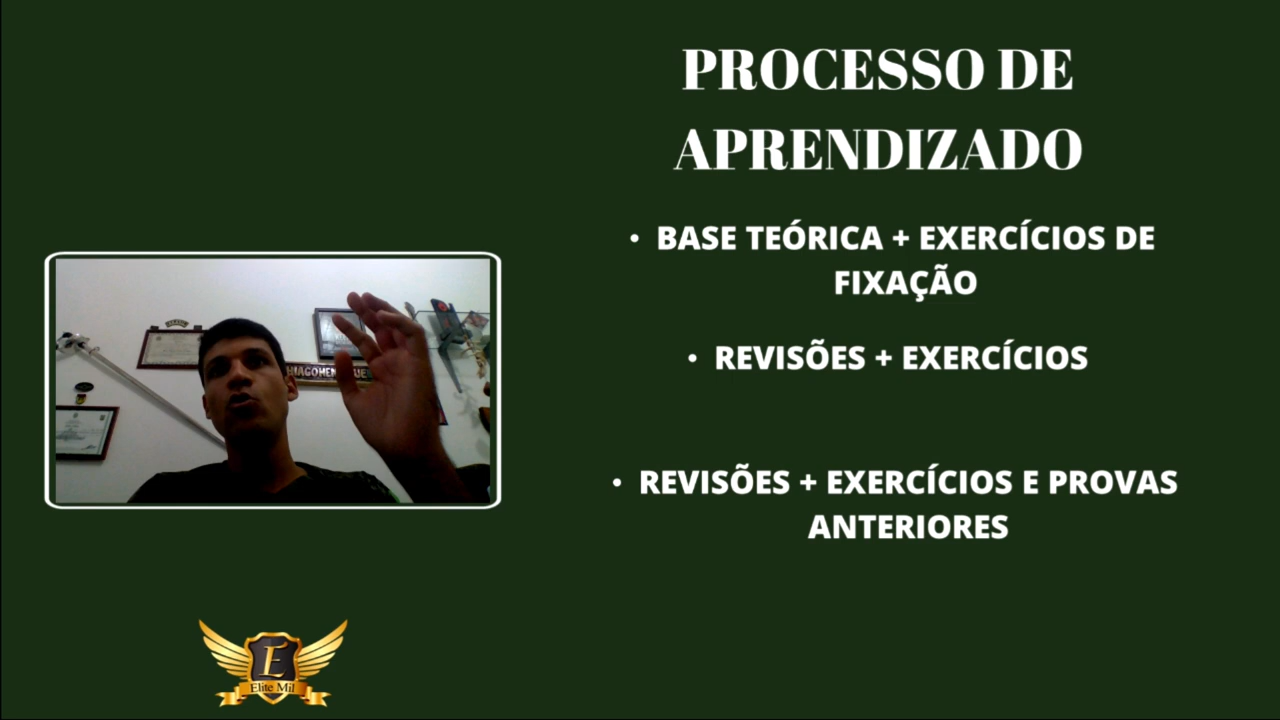 PROCESSO DE
APRENDIZADO
• BASE TEÓRICA + EXERCÍCIOS DE
FIXAÇÃO
• REVISÕES + EXERCÍCIOS
• REVISÕES + EXERCÍCIOS E PROVAS
ANTERIORES
E
Elite Mil